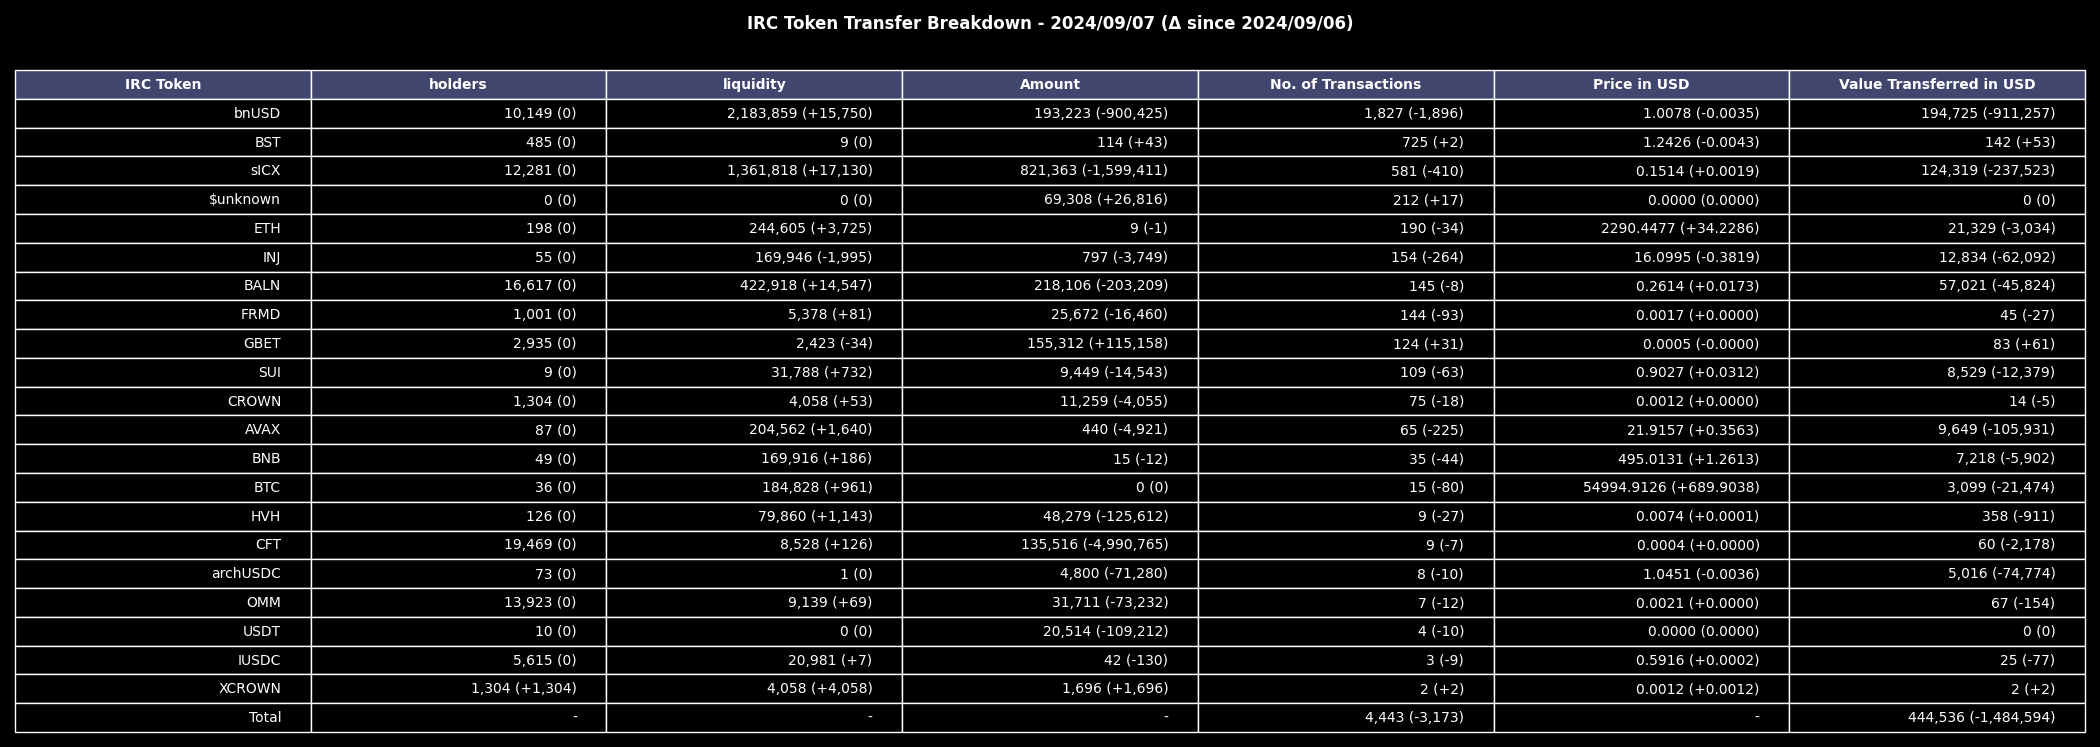 IRC Token Transfer Breakdown - 2024/09/07 (Δ since 2024/09/06)
IRC Token holders liquidity Amount No. of Transactions Price in USD Value Transferred in USD
bnUSD 10,149 (0) 2,183,859 (+15,750) 193,223 (-900,425) 1,827 (-1,896) 1.0078 (-0.0035) 194,725 (-911,257)
BST 485 (0) 9 (0) 114 (+43) 725 (+2) 1.2426 (-0.0043) 142 (+53)
sICX 12,281 (0) 1,361,818 (+17,130) 821,363 (-1,599,411) 581 (-410) 0.1514 (+0.0019) 124,319 (-237,523)
$unknown 0 (0) 0 (0) 69,308 (+26,816) 212 (+17) 0.0000 (0.0000) 0 (0)
ETH 198 (0) 244,605 (+3,725) 9 (-1) 190 (-34) 2290.4477 (+34.2286) 21,329 (-3,034)
INJ 55 (0) 169,946 (-1,995) 797 (-3,749) 154 (-264) 16.0995 (-0.3819) 12,834 (-62,092)
BALN 16,617 (0) 422,918 (+14,547) 218,106 (-203,209) 145 (-8) 0.2614 (+0.0173) 57,021 (-45,824)
FRMD 1,001 (0) 5,378 (+81) 25,672 (-16,460) 144 (-93) 0.0017 (+0.0000) 45 (-27)
GBET 2,935 (0) 2,423 (-34) 155,312 (+115,158) 124 (+31) 0.0005 (-0.0000) 83 (+61)
SUI 9 (0) 31,788 (+732) 9,449 (-14,543) 109 (-63) 0.9027 (+0.0312) 8,529 (-12,379)
CROWN 1,304 (0) 4,058 (+53) 11,259 (-4,055) 75 (-18) 0.0012 (+0.0000) 14 (-5)
AVAX 87 (0) 204,562 (+1,640) 440 (-4,921) 65 (-225) 21.9157 (+0.3563) 9,649 (-105,931)
BNB 49 (0) 169,916 (+186) 15 (-12) 35 (-44) 495.0131 (+1.2613) 7,218 (-5,902)
BTC 36 (0) 184,828 (+961) 0 (0) 15 (-80) 54994.9126 (+689.9038) 3,099 (-21,474)
HVH 126 (0) 79,860 (+1,143) 48,279 (-125,612) 9 (-27) 0.0074 (+0.0001) 358 (-911)
CFT 19,469 (0) 8,528 (+126) 135,516 (-4,990,765) 9 (-7) 0.0004 (+0.0000) 60 (-2,178)
archUSDC 73 (0) 1 (0) 4,800 (-71,280) 8 (-10) 1.0451 (-0.0036) 5,016 (-74,774)
OMM 13,923 (0) 9,139 (+69) 31,711 (-73,232) 7 (-12) 0.0021 (+0.0000) 67 (-154)
USDT 10 (0) 0 (0) 20,514 (-109,212) 4 (-10) 0.0000 (0.0000) 0 (0)
IUSDC 5,615 (0) 20,981 (+7) 42 (-130) 3 (-9) 0.5916 (+0.0002) 25 (-77)
XCROWN 1,304 (+1,304) 4,058 (+4,058) 1,696 (+1,696) 2 (+2) 0.0012 (+0.0012) 2 (+2)
Total - - - 4,443 (-3,173) - 444,536 (-1,484,594)